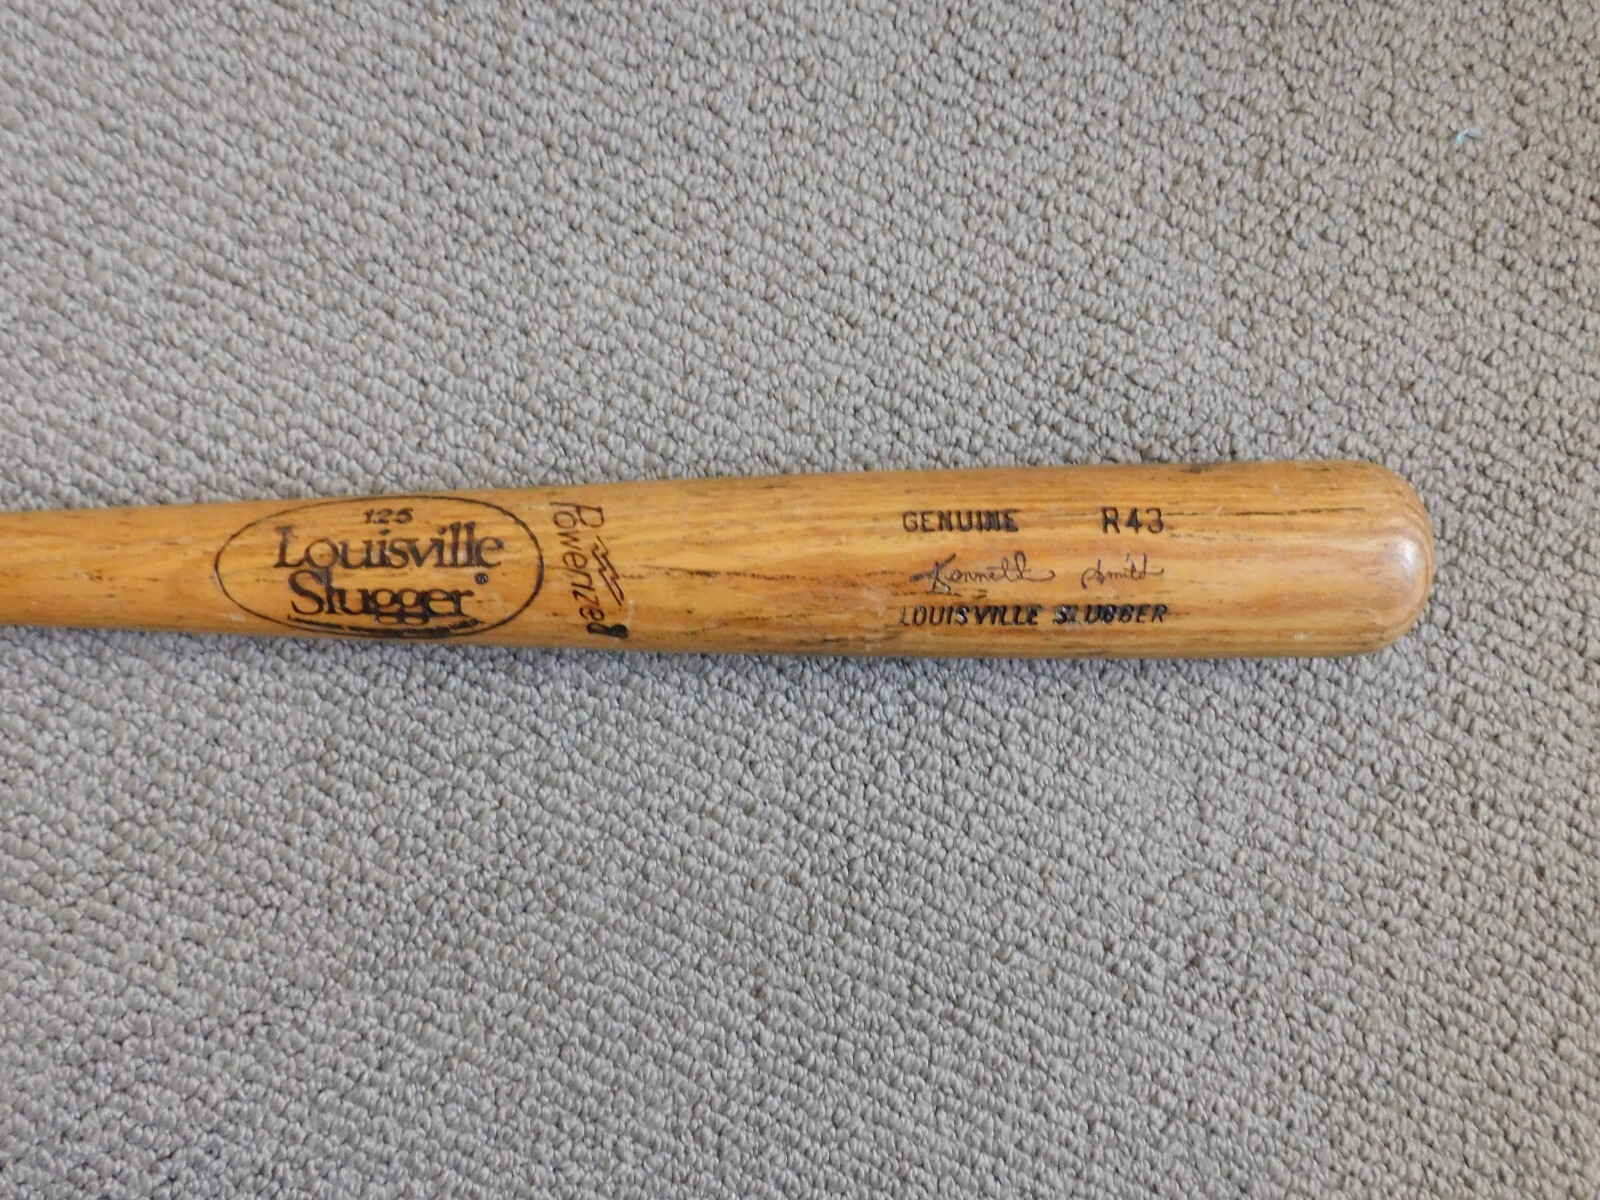 125
Louisville
Slugger®
Powerized
GENUINE R43
Kenneth Smith
LOUISVILLE SLUGGER